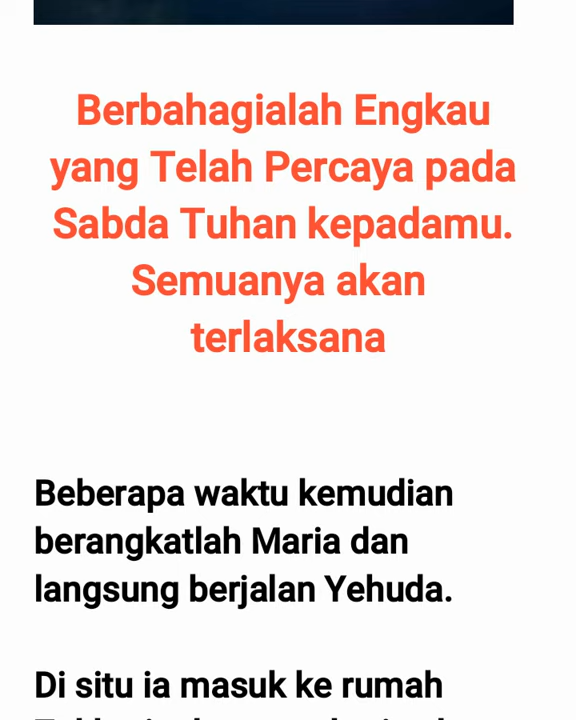 Berbahagialah Engkau
yang Telah Percaya pada
Sabda Tuhan kepadamu.
Semuanya akan
terlaksana
Beberapa waktu kemudian
berangkatlah Maria dan
langsung berjalan Yehuda.
Di situ ia masuk ke rumah